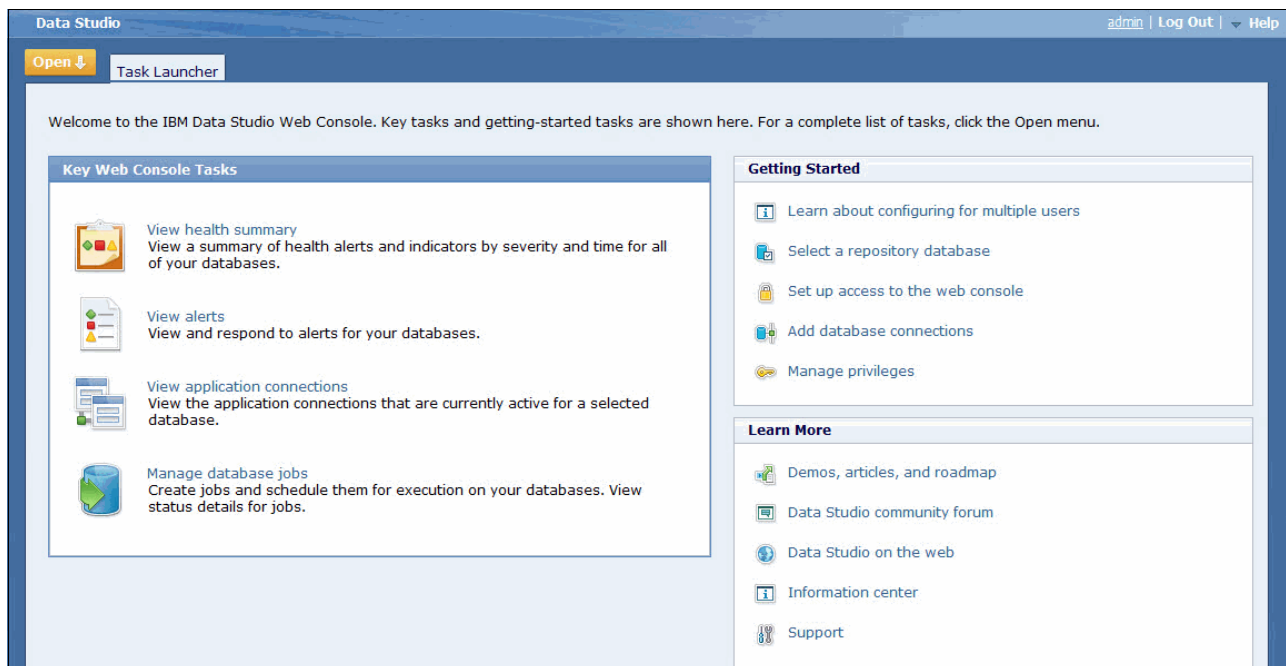 Data Studio
admin | Log Out | Help
Open
Task Launcher
Welcome to the IBM Data Studio Web Console. Key tasks and getting-started tasks are shown here. For a complete list of tasks, click the Open menu.
Key Web Console Tasks
View health summary
View a summary of health alerts and indicators by severity and time for all
of your databases.
View alerts
View and respond to alerts for your databases.
View application connections
View the application connections that are currently active for a selected
database.
Manage database jobs
Create jobs and schedule them for execution on your databases. View
status details for jobs.
Getting Started
Learn about configuring for multiple users
Select a repository database
Set up access to the web console
Add database connections
Manage privileges
Learn More
Demos, articles, and roadmap
Data Studio community forum
Data Studio on the web
Information center
Support